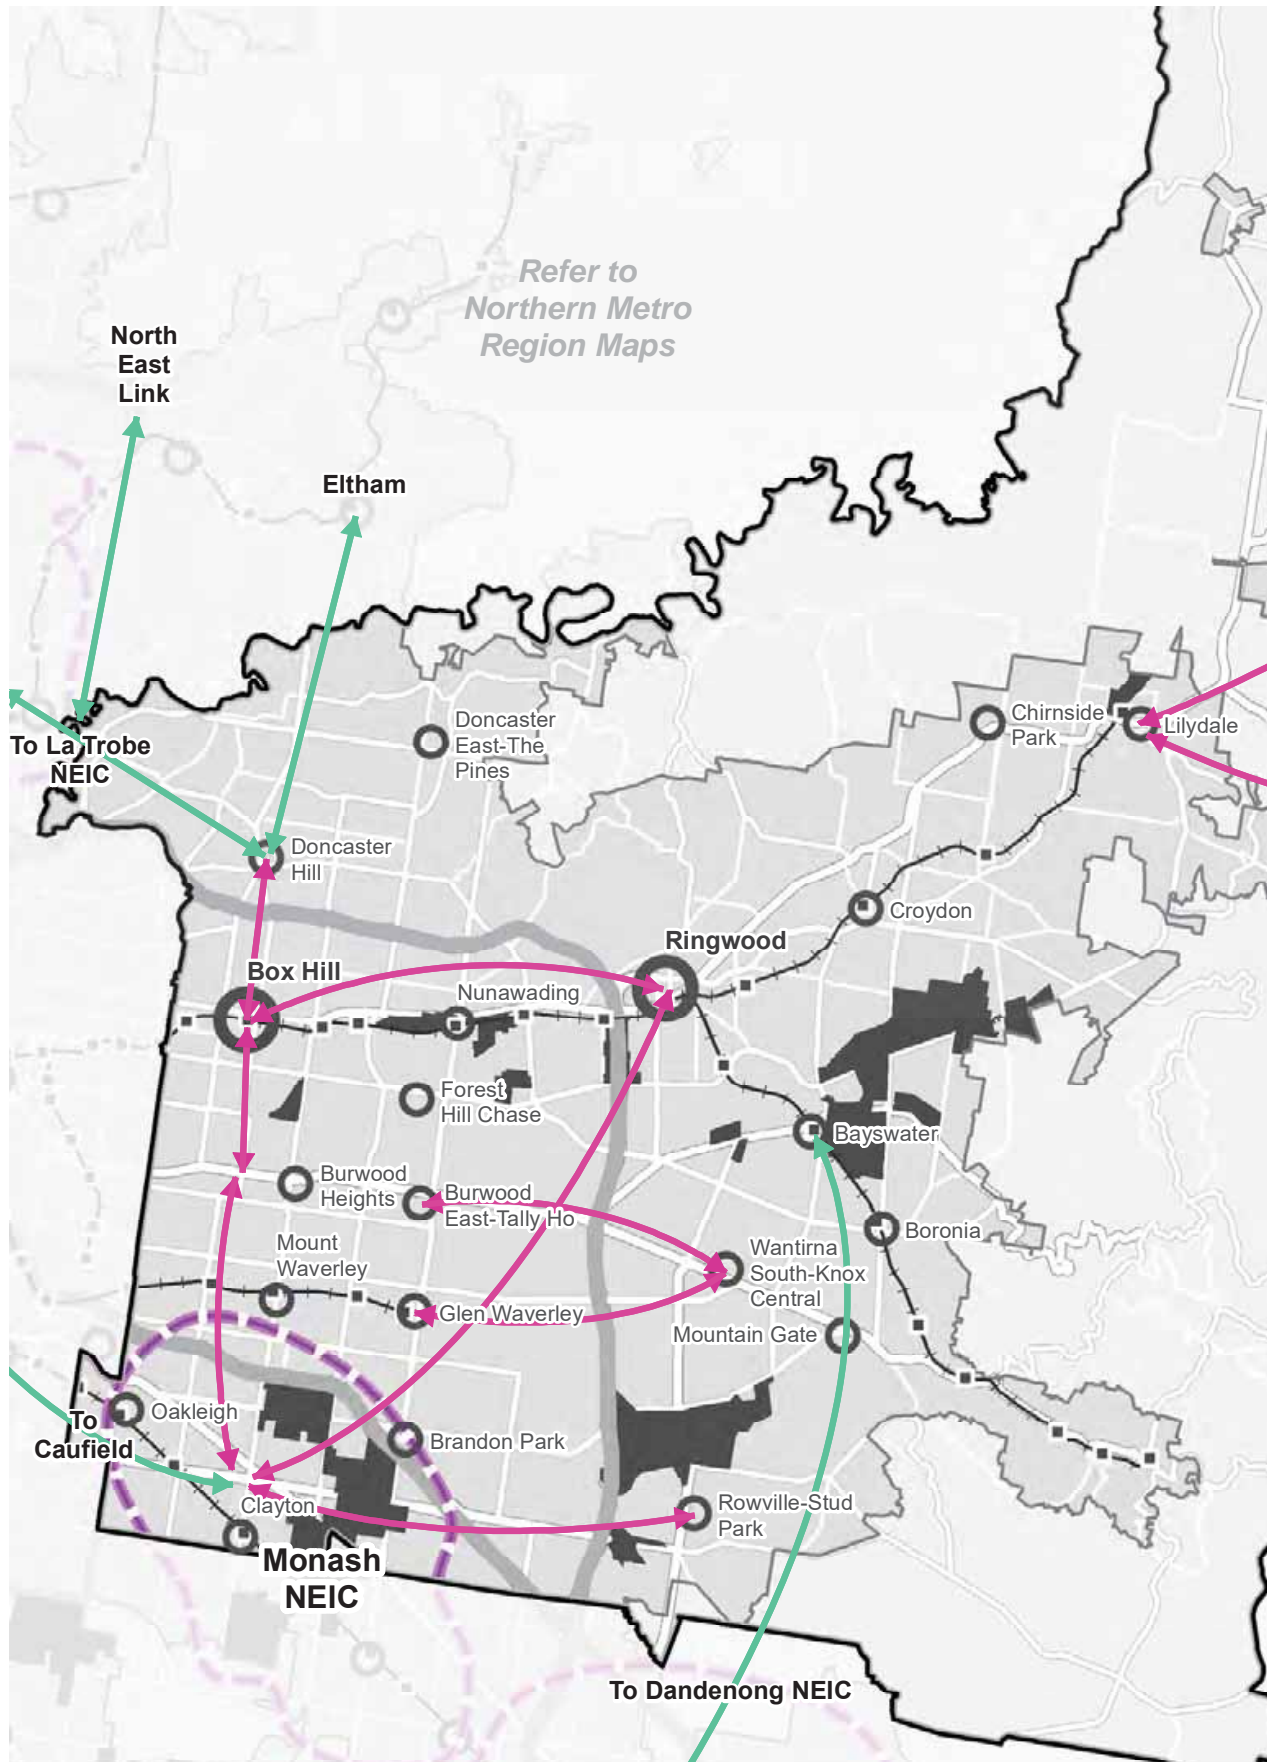 Refer to
Northern Metro
Region Maps
North
East
Link
Eltham
To La Trobe
NEIC
Doncaster
East-The
Pines
Chirnside
Park
Lilydale
Doncaster
Hill
Croydon
Ringwood
Box Hill
Nunawading
Forest
Hill Chase
Bayswater
Burwood
Heights
Burwood
East-Tally Ho
Boronia
Mount
Waverley
Wantirna
South-Knox
Central
Glen Waverley
Mountain Gate
Oakleigh
To
Caufield
Brandon Park
Clayton
Rowville-Stud
Park
Monash
NEIC
To Dandenong NEIC